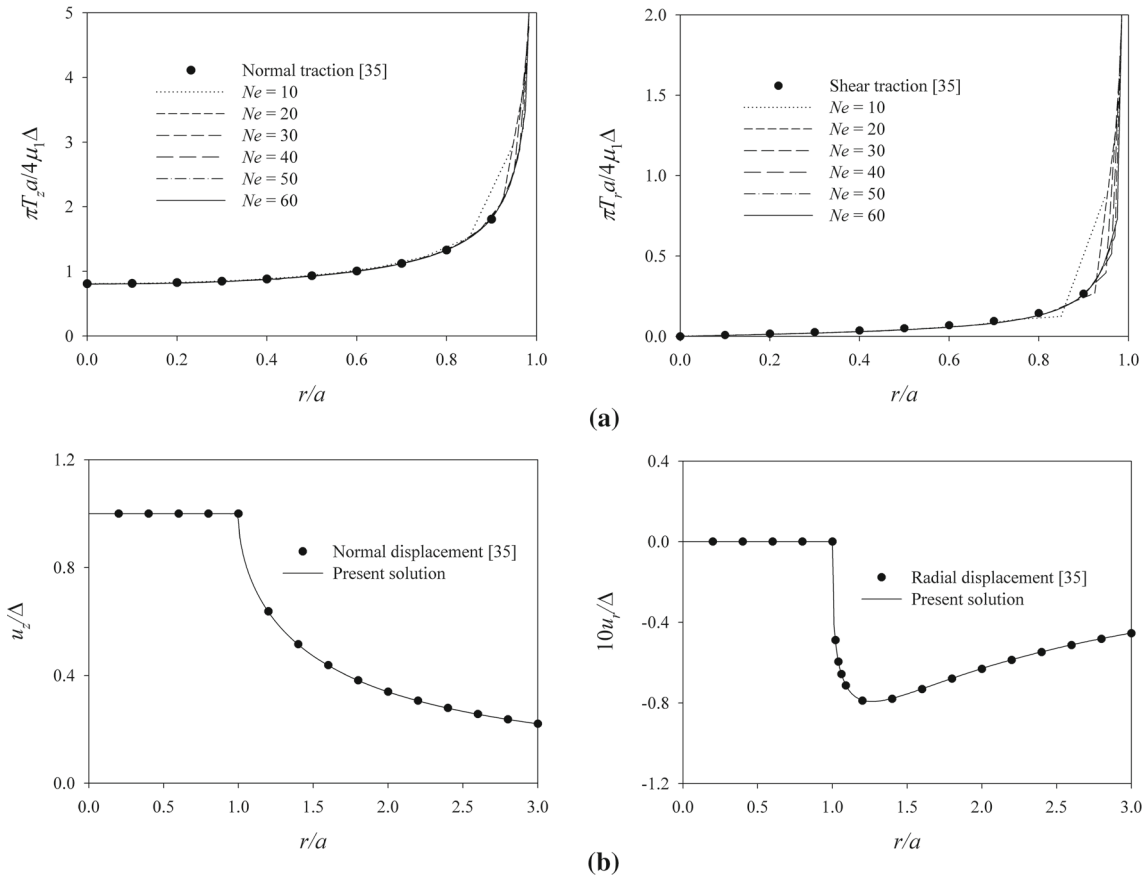 5
4
3
2
1
0
πT_z a/4μ_1Δ
Normal traction [35]
Ne = 10
Ne = 20
Ne = 30
Ne = 40
Ne = 50
Ne = 60
0.0 0.2 0.4 0.6 0.8 1.0
r/a
2.0
1.5
1.0
0.5
0.0
πT_r a/4μ_1Δ
Shear traction [35]
Ne = 10
Ne = 20
Ne = 30
Ne = 40
Ne = 50
Ne = 60
0.0 0.2 0.4 0.6 0.8 1.0
r/a
(a)
1.2
0.8
0.4
0.0
u_z/Δ
Normal displacement [35]
Present solution
0.0 0.5 1.0 1.5 2.0 2.5 3.0
r/a
0.4
0.0
-0.4
-0.8
-1.2
10u_r/Δ
Radial displacement [35]
Present solution
0.0 0.5 1.0 1.5 2.0 2.5 3.0
r/a
(b)